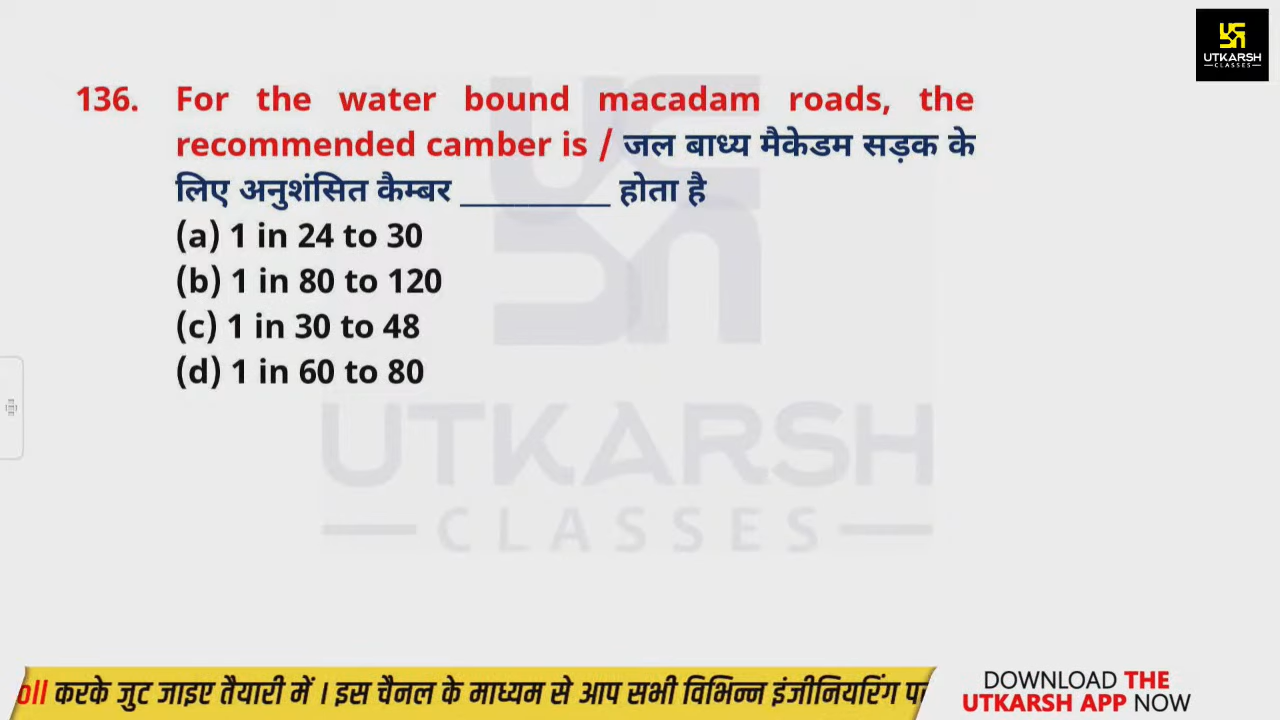 UTKARSH
CLASSES
136. For the water bound macadam roads, the
recommended camber is / जल बाध्य मैकेडम सड़क के
लिए अनुशंसित कैम्बर _________ होता है
(a) 1 in 24 to 30
(b) 1 in 80 to 120
(c) 1 in 30 to 48
(d) 1 in 60 to 80
UTKARSH
CLASSES
oll करके जुट जाइए तैयारी में । इस चैनल के माध्यम से आप सभी विभिन्न इंजीनियरिंग
DOWNLOAD THE
UTKARSH APP NOW